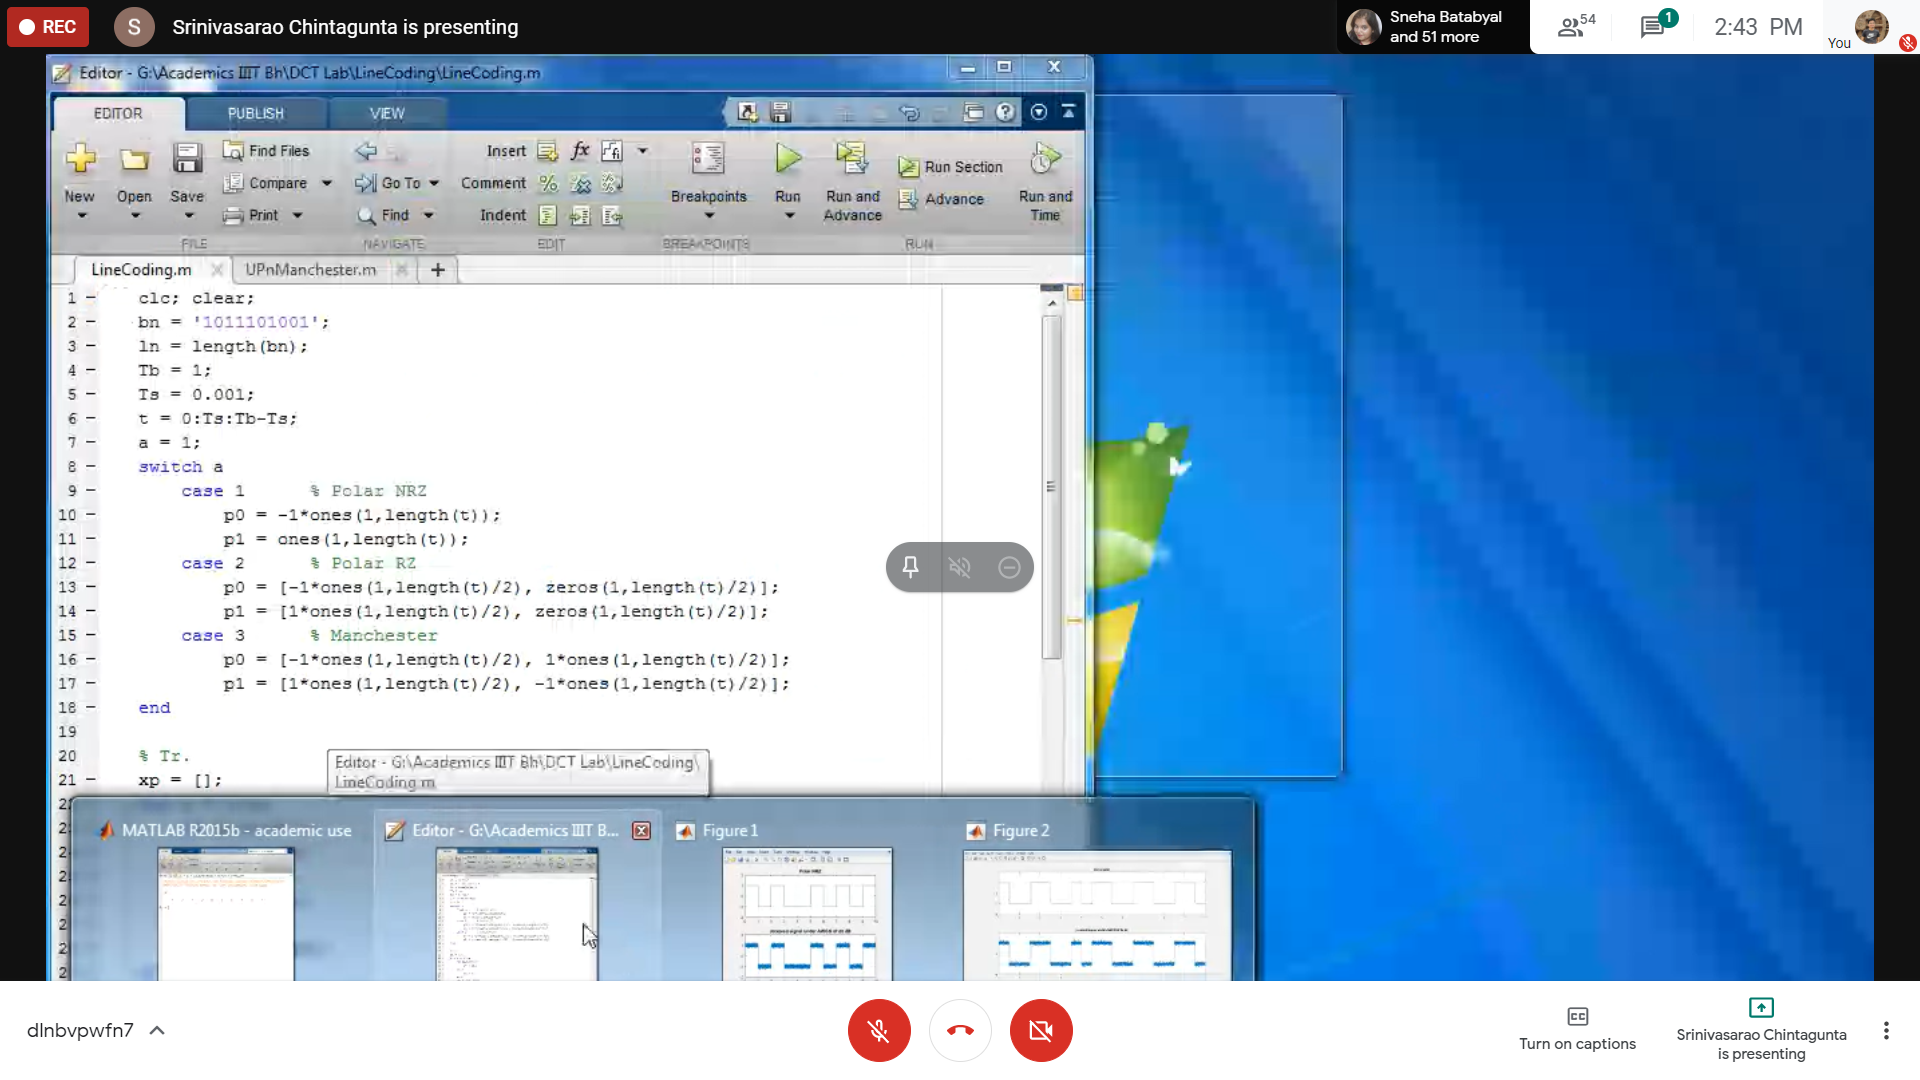 REC
S
Srinivasarao Chintagunta is presenting
Sneha Batabyal
and 51 more
54
1
2:43 PM
You
Editor - G:\Academics IIIT Bh\DCT Lab\LineCoding\LineCoding.m
EDITOR PUBLISH VIEW
New
Open
Save
Find Files
Compare
Print
FILE
Go To
Find
NAVIGATE
Insert fx
Comment
Indent
EDIT
Breakpoints
BREAKPOINTS
Run
Run and Advance
Run Section
Advance
Run and Time
RUN
LineCoding.m UPnManchester.m +
1 - clc; clear;
2 - bn = '1011101001';
3 - ln = length(bn);
4 - Tb = 1;
5 - Ts = 0.001;
6 - t = 0:Ts:Tb-Ts;
7 - a = 1;
8 - switch a
9 - case 1 % Polar NRZ
10 - p0 = -1*ones(1,length(t));
11 - p1 = ones(1,length(t));
12 - case 2 % Polar RZ
13 - p0 = [-1*ones(1,length(t)/2), zeros(1,length(t)/2)];
14 - p1 = [1*ones(1,length(t)/2), zeros(1,length(t)/2)];
15 - case 3 % Manchester
16 - p0 = [-1*ones(1,length(t)/2), 1*ones(1,length(t)/2)];
17 - p1 = [1*ones(1,length(t)/2), -1*ones(1,length(t)/2)];
18 - end
19
20 % Tr.
21 - xp = [];
Editor - G:\Academics IIIT Bh\DCT Lab\LineCoding\
LineCoding.m
MATLAB R2015b - academic use
Editor - G:\Academics IIIT B...
Figure 1
Figure 2
Polar NRZ
dlnbvpwfn7
CC
Turn on captions
Srinivasarao Chintagunta
is presenting